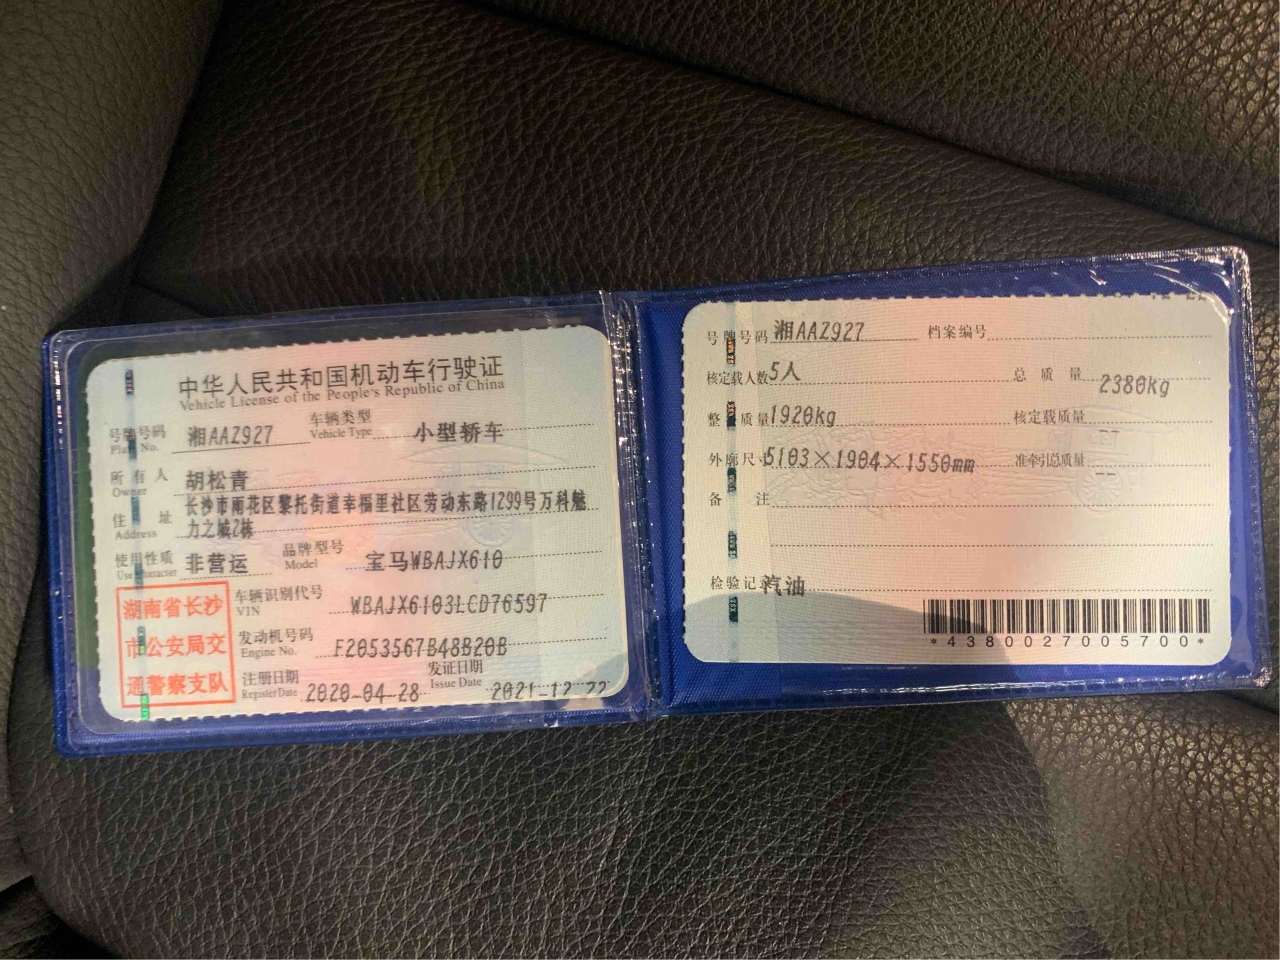 中华人民共和国机动车行驶证
Vehicle License of the People's Republic of China
号牌号码 湘AAZ927 车辆类型 小型轿车
Plate No. Vehicle Type
所有人 胡松青
Owner
住址 长沙市雨花区黎托街道幸福里社区劳动东路1299号万科魅
Address 力之城2栋
使用性质 非营运 品牌型号 宝马WBAJX610
Use Character Model
湖南省长沙
市公安局交
通警察支队
车辆识别代号 WBAJX6103LCD76597
VIN
发动机号码 F2053567B48B20B
Engine No.
注册日期 2020-04-28 发证日期 2021-12-22
Register Date Issue Date
号牌号码 湘AAZ927 档案编号
核定载人数 5人 总质量 2380kg
整 质量 1920kg 核定载质量 --
外廓尺寸 5103×1904×1550mm 准牵引总质量 --
备注
检验记录 汽油
*4380027005700*